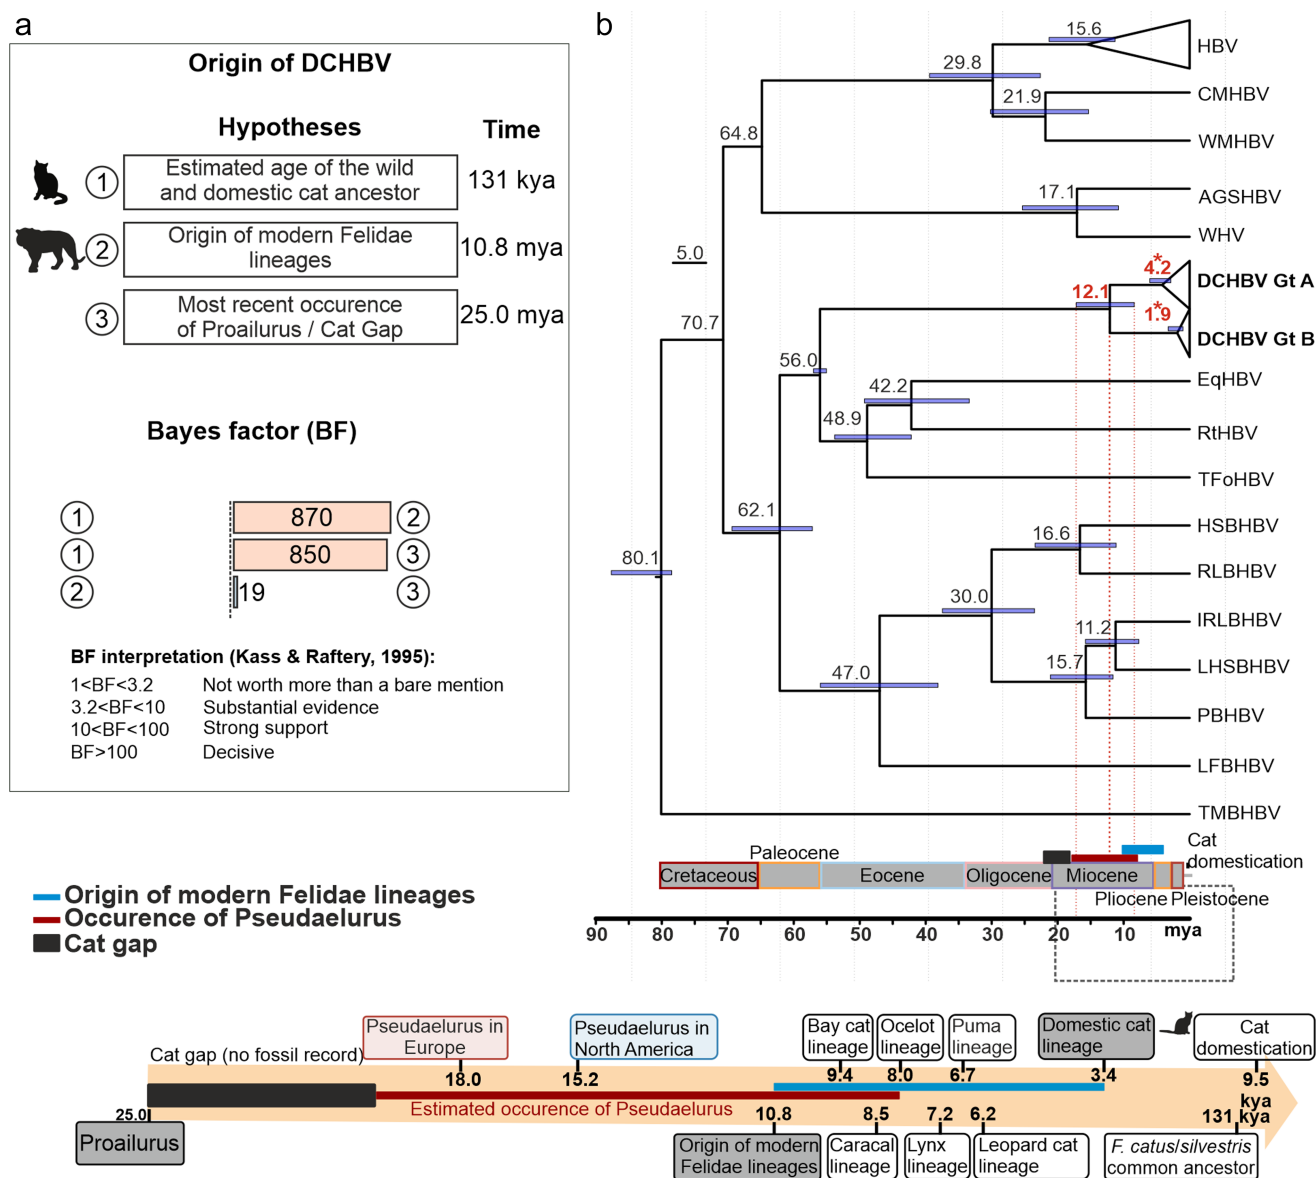 a
Origin of DCHBV
Hypotheses
Time
1
Estimated age of the wild
and domestic cat ancestor
131 kya
2
Origin of modern Felidae
lineages
10.8 mya
3
Most recent occurence
of Proailurus / Cat Gap
25.0 mya
Bayes factor (BF)
1 870 2
1 850 3
2 19 3
BF interpretation (Kass & Raftery, 1995):
1<BF<3.2 Not worth more than a bare mention
3.2<BF<10 Substantial evidence
10<BF<100 Strong support
BF>100 Decisive
b
15.6
HBV
29.8
21.9
CMHBV
WMHBV
64.8
17.1
AGSHBV
WHV
5.0
*
4.2
DCHBV Gt A
12.1
*
1.9
DCHBV Gt B
70.7
56.0
42.2
EqHBV
48.9
RtHBV
TFoHBV
62.1
16.6
HSBHBV
80.1
RLBHBV
30.0
11.2
IRLBHBV
15.7
LHSBHBV
47.0
PBHBV
LFBHBV
TMBHBV
Cat
domestication
Paleocene
Cretaceous
Eocene
Oligocene
Miocene
Pliocene
Pleistocene
90 80 70 60 50 40 30 20 10 mya
Origin of modern Felidae lineages
Occurence of Pseudaelurus
Cat gap
Cat gap (no fossil record)
Pseudaelurus in
Europe
Pseudaelurus in
North America
Bay cat
lineage
Ocelot
lineage
Puma
lineage
Domestic cat
lineage
Cat
domestication
18.0
15.2
9.4
8.0
6.7
3.4
9.5
kya
Estimated occurence of Pseudaelurus
25.0
10.8
8.5
7.2
6.2
131 kya
Proailurus
Origin of modern
Felidae lineages
Caracal
lineage
Lynx
lineage
Leopard cat
lineage
F. catus/silvestris
common ancestor